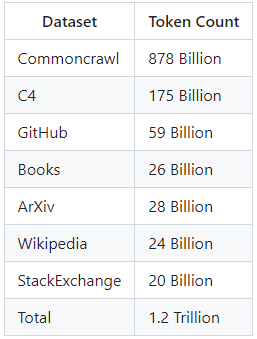 Dataset Token Count
Commoncrawl 878 Billion
C4 175 Billion
GitHub 59 Billion
Books 26 Billion
ArXiv 28 Billion
Wikipedia 24 Billion
StackExchange 20 Billion
Total 1.2 Trillion